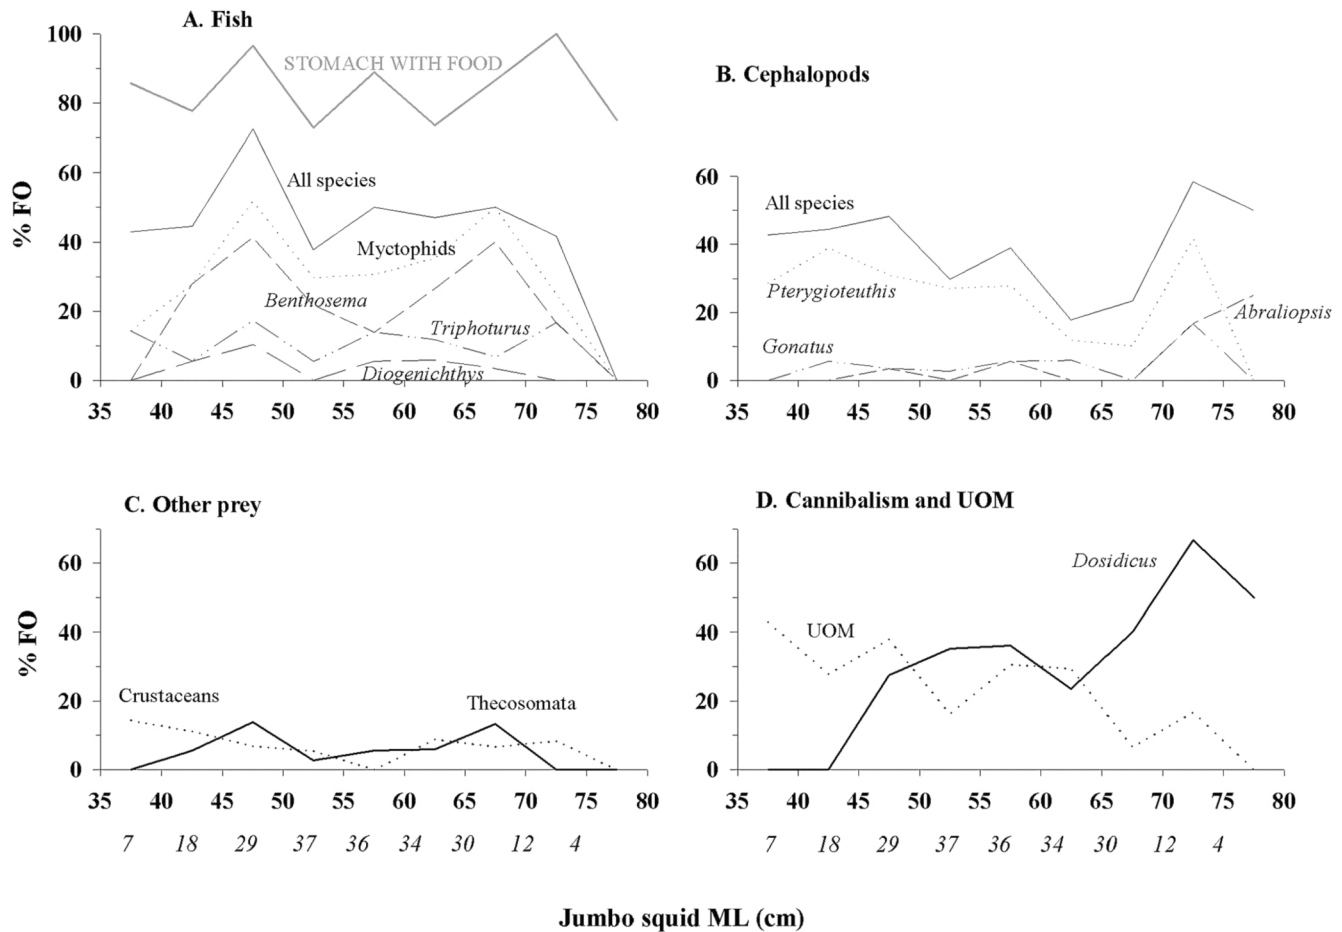 A. Fish
100
80
60
40
20
0
% FO
STOMACH WITH FOOD
All species
Myctophids
Benthosema
Triphoturus
Diogenichthys
35 40 45 50 55 60 65 70 75 80
B. Cephalopods
60
40
20
0
All species
Pterygioteuthis
Abraliopsis
Gonatus
35 40 45 50 55 60 65 70 75 80
C. Other prey
60
40
20
0
% FO
Crustaceans
Thecosomata
35 40 45 50 55 60 65 70 75 80
7 18 29 37 36 34 30 12 4
D. Cannibalism and UOM
60
40
20
0
Dosidicus
UOM
35 40 45 50 55 60 65 70 75 80
7 18 29 37 36 34 30 12 4
Jumbo squid ML (cm)